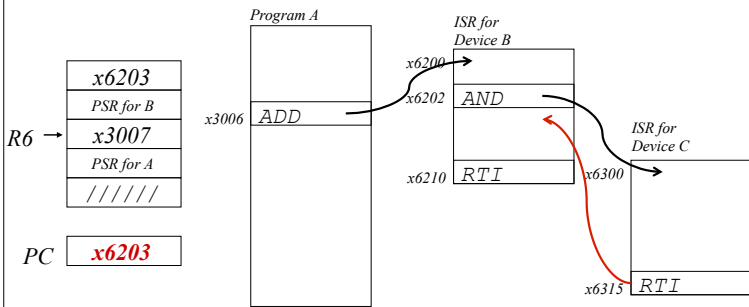 x6203
PSR for B
R6
x3007
PSR for A
//////
PC
x6203
Program A
x3006
ADD
ISR for
Device B
x6200
x6202
AND
x6210
RTI
ISR for
Device C
x6300
x6315
RTI